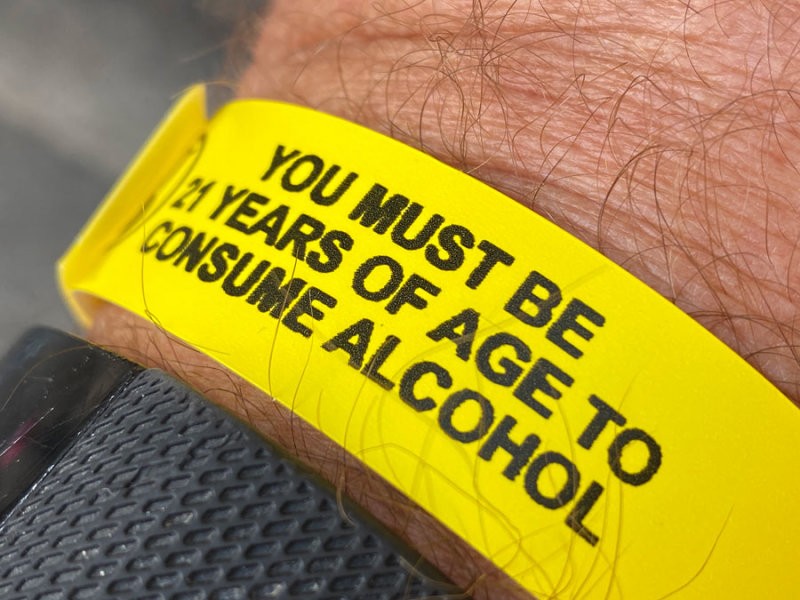 YOU MUST BE
21 YEARS OF AGE TO
CONSUME ALCOHOL